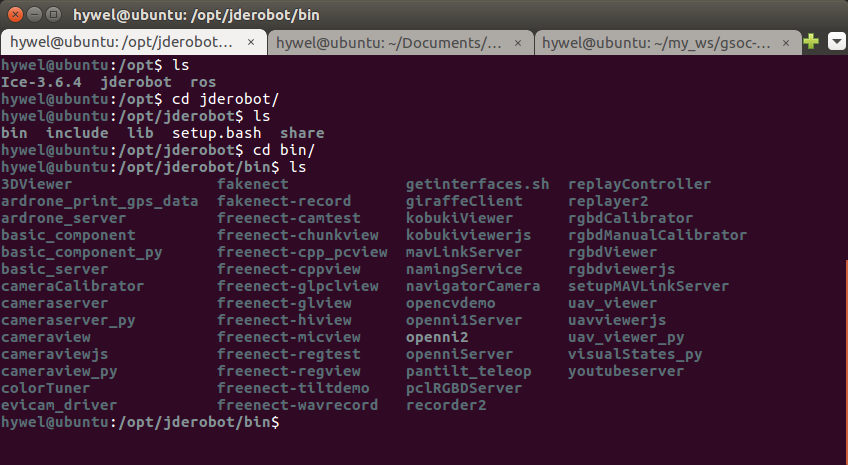 hywel@ubuntu: /opt/jderobot/bin
hywel@ubuntu: /opt/jderobot… × hywel@ubuntu: ~/Documents/… × hywel@ubuntu: ~/my_ws/gsoc-… ×
hywel@ubuntu:/opt$ ls
Ice-3.6.4  jderobot  ros
hywel@ubuntu:/opt$ cd jderobot/
hywel@ubuntu:/opt/jderobot$ ls
bin  include  lib  setup.bash  share
hywel@ubuntu:/opt/jderobot$ cd bin/
hywel@ubuntu:/opt/jderobot/bin$ ls
3DViewer                fakenect              getinterfaces.sh  replayController
ardrone_print_gps_data  fakenect-record       giraffeClient     replayer2
ardrone_server          freenect-camtest      kobukiViewer      rgbdCalibrator
basic_component         freenect-chunkview    kobukiviewerjs    rgbdManualCalibrator
basic_component_py      freenect-cpp_pcview   mavLinkServer     rgbdViewer
basic_server            freenect-cppview      namingService     rgbdviewerjs
cameraCalibrator        freenect-glpclview    navigatorCamera   setupMAVLinkServer
cameraserver            freenect-glview       opencvdemo        uav_viewer
cameraserver_py         freenect-hiview       openni1Server     uavviewerjs
cameraview              freenect-micview      openni2           uav_viewer_py
cameraviewjs            freenect-regtest      openniServer      visualStates_py
cameraview_py           freenect-regview      pantilt_teleop    youtubeserver
colorTuner              freenect-tiltdemo     pclRGBDServer
evicam_driver           freenect-wavrecord    recorder2
hywel@ubuntu:/opt/jderobot/bin$